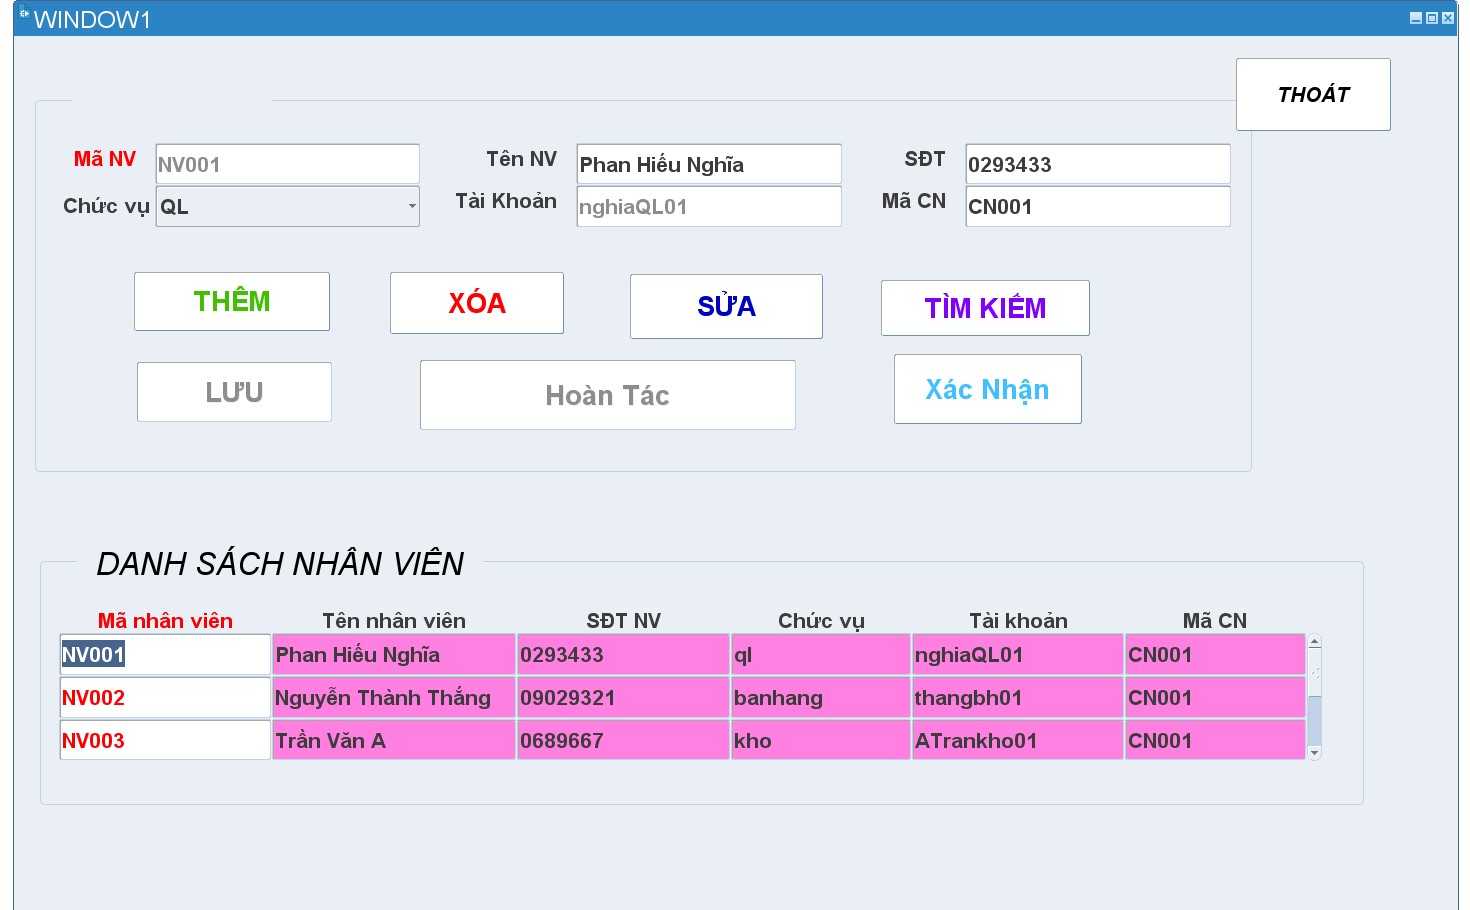 WINDOW1
THOÁT
Mã NV NV001 Tên NV Phan Hiếu Nghĩa SĐT 0293433
Chức vụ QL Tài Khoản nghiaQL01 Mã CN CN001
THÊM XÓA SỬA TÌM KIẾM
LƯU Hoàn Tác Xác Nhận
DANH SÁCH NHÂN VIÊN
Mã nhân viên Tên nhân viên SĐT NV Chức vụ Tài khoản Mã CN
NV001 Phan Hiếu Nghĩa 0293433 ql nghiaQL01 CN001
NV002 Nguyễn Thành Thắng 09029321 banhang thangbh01 CN001
NV003 Trần Văn A 0689667 kho ATrankho01 CN001